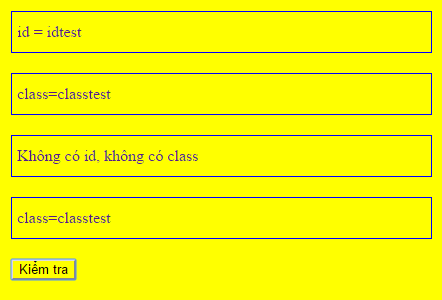 id = idtest
class=classtest
Không có id, không có class
class=classtest
Kiểm tra